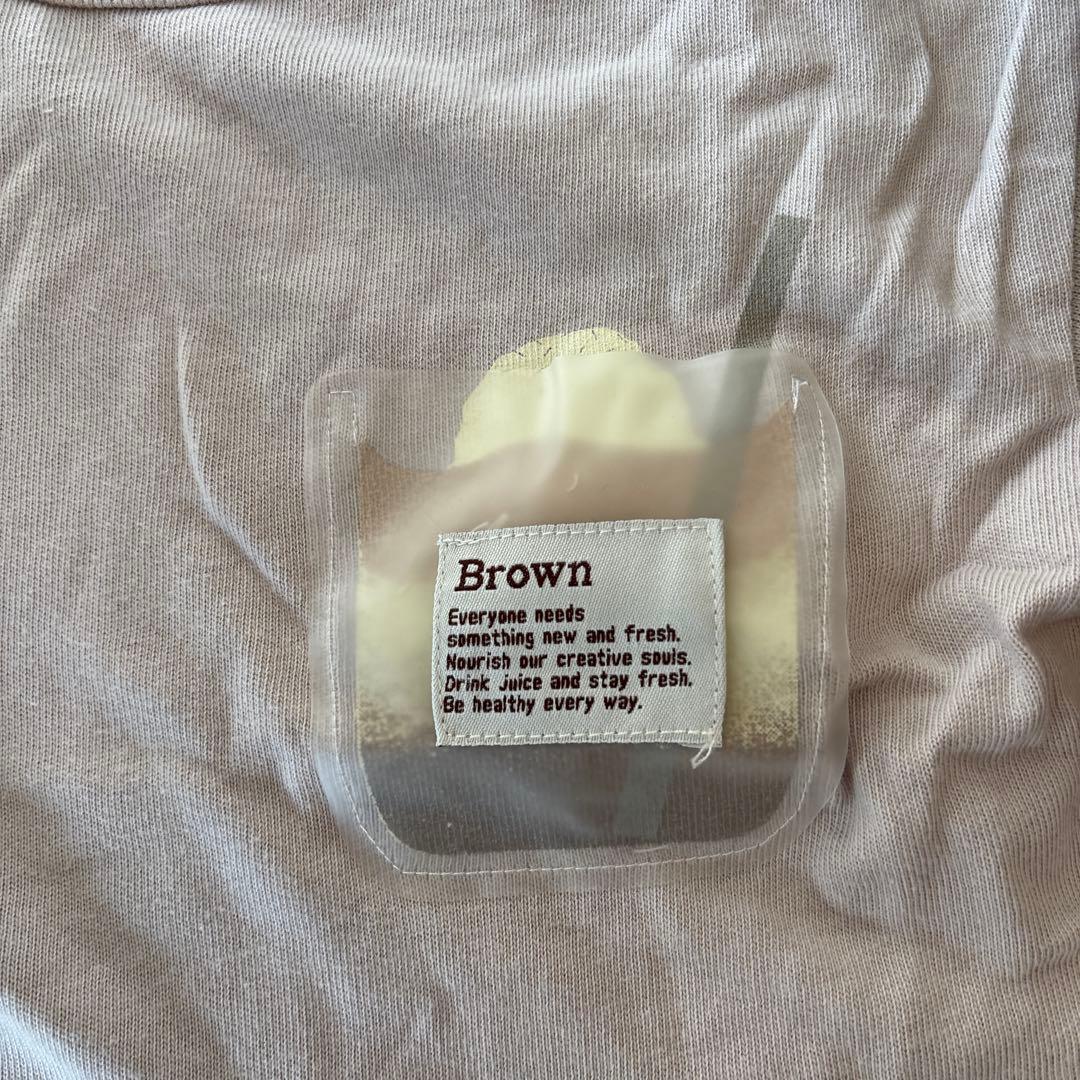 Brown
Everyone needs
something new and fresh.
Nourish our creative souls.
Drink Juice and stay fresh.
Be healthy every way.